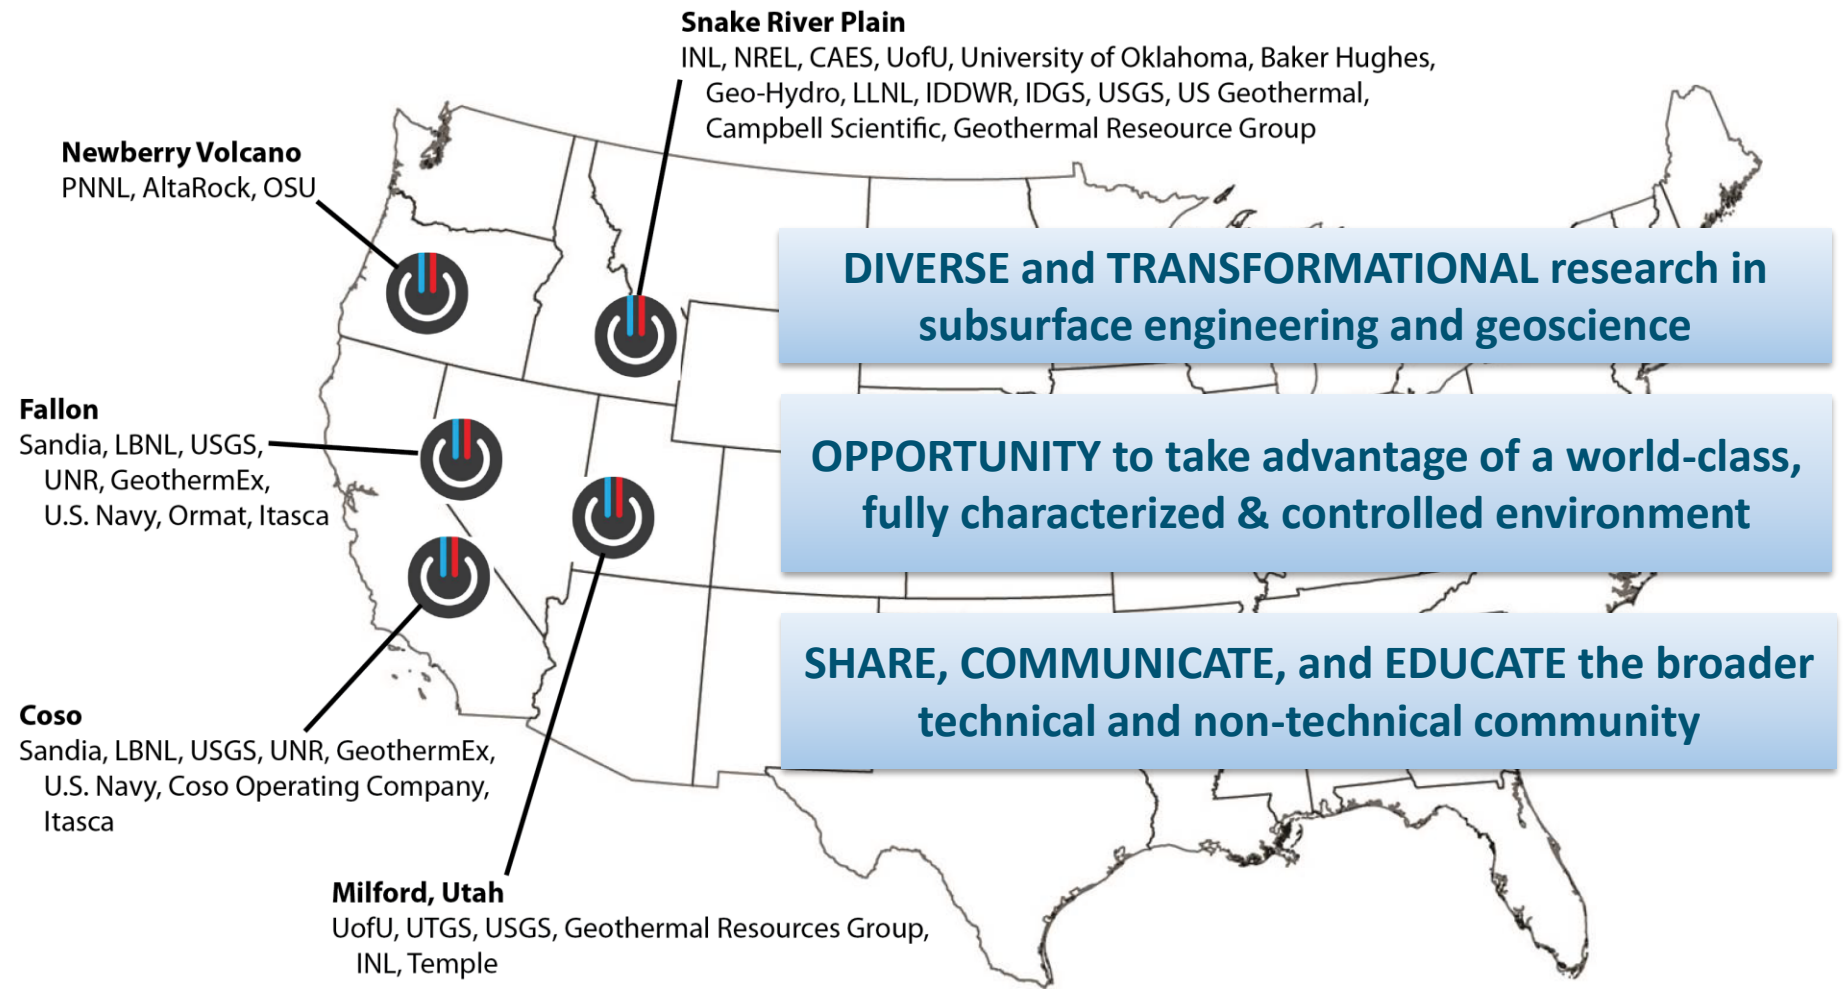 Snake River Plain
INL, NREL, CAES, UofU, University of Oklahoma, Baker Hughes,
Geo-Hydro, LLNL, IDDWR, IDGS, USGS, US Geothermal,
Campbell Scientific, Geothermal Reseource Group
Newberry Volcano
PNNL, AltaRock, OSU
DIVERSE and TRANSFORMATIONAL research in
subsurface engineering and geoscience
Fallon
Sandia, LBNL, USGS,
UNR, GeothermEx,
U.S. Navy, Ormat, Itasca
OPPORTUNITY to take advantage of a world-class,
fully characterized & controlled environment
SHARE, COMMUNICATE, and EDUCATE the broader
technical and non-technical community
Coso
Sandia, LBNL, USGS, UNR, GeothermEx,
U.S. Navy, Coso Operating Company,
Itasca
Milford, Utah
UofU, UTGS, USGS, Geothermal Resources Group,
INL, Temple